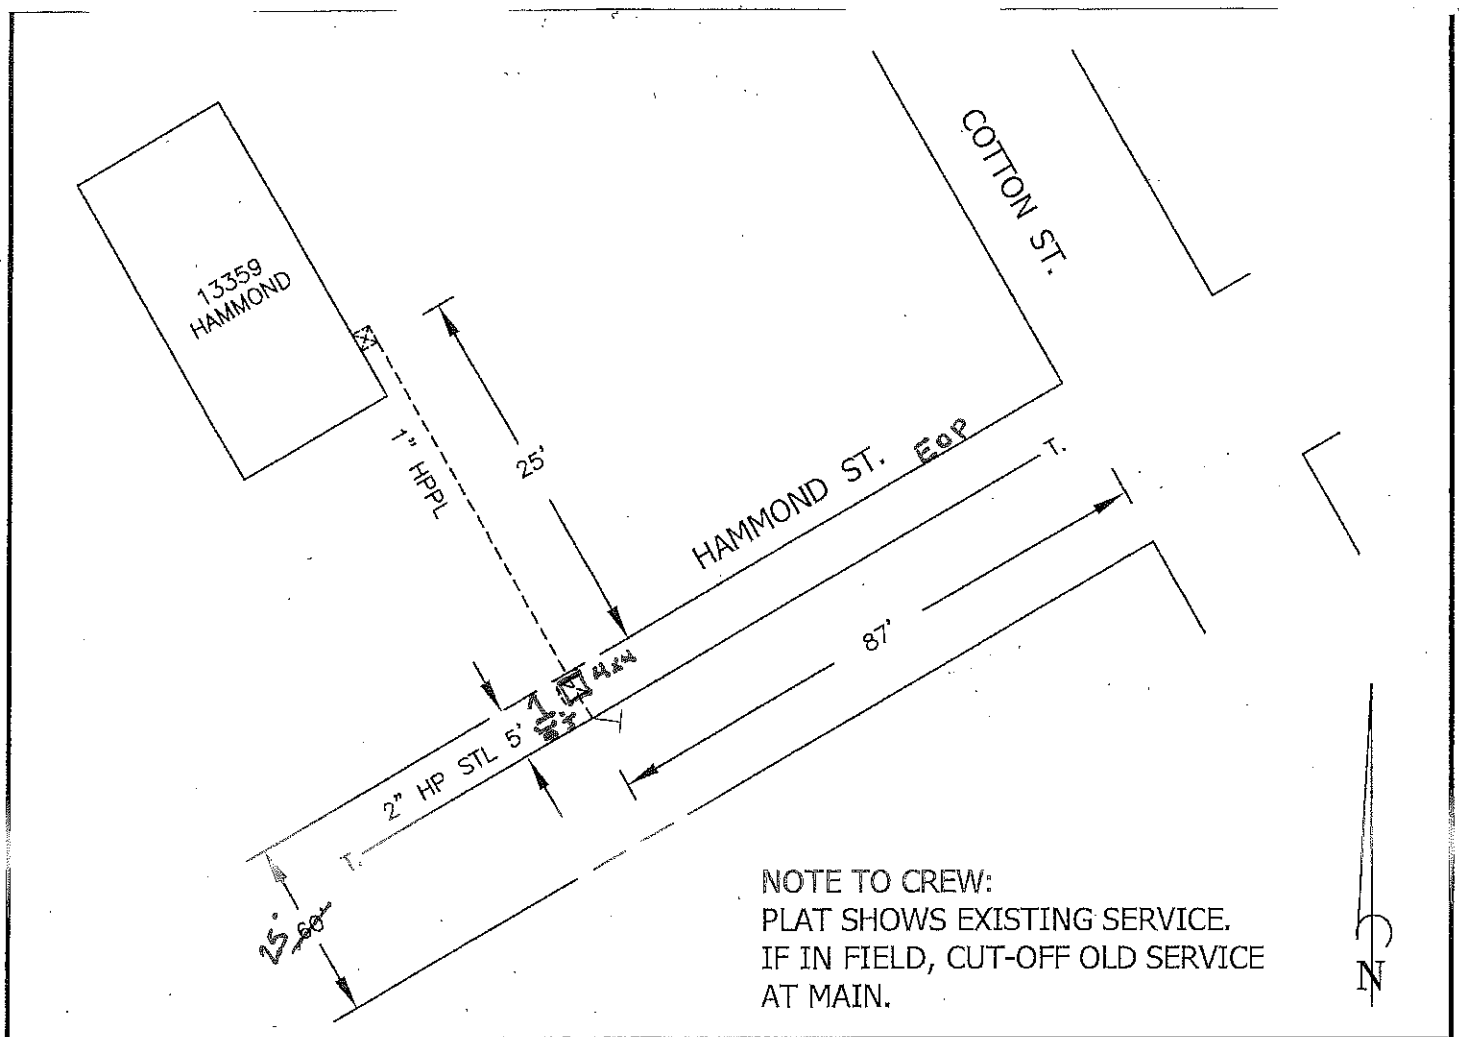 COTTON ST.
13359
HAMMOND
1" HPPL
25'
HAMMOND ST. EOP
T.
87'
4x4
2" HP STL 5'
T.
25' 60'
NOTE TO CREW:
PLAT SHOWS EXISTING SERVICE.
IF IN FIELD, CUT-OFF OLD SERVICE
AT MAIN.
N